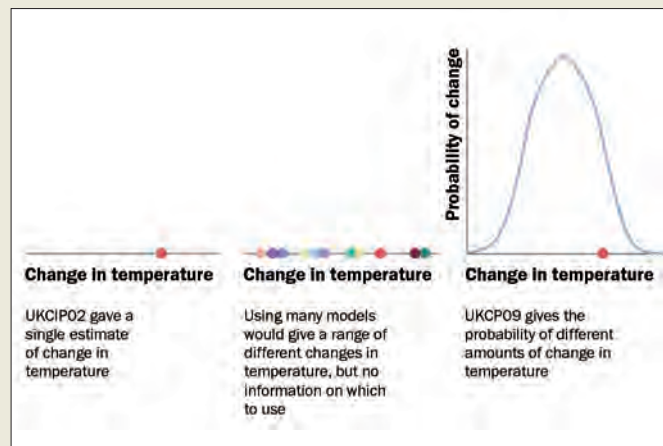 Probability of change
Change in temperature
Change in temperature
Change in temperature
UKCIP02 gave a
single estimate
of change in
temperature
Using many models
would give a range of
different changes in
temperature, but no
information on which
to use
UKCP09 gives the
probability of different
amounts of change in
temperature